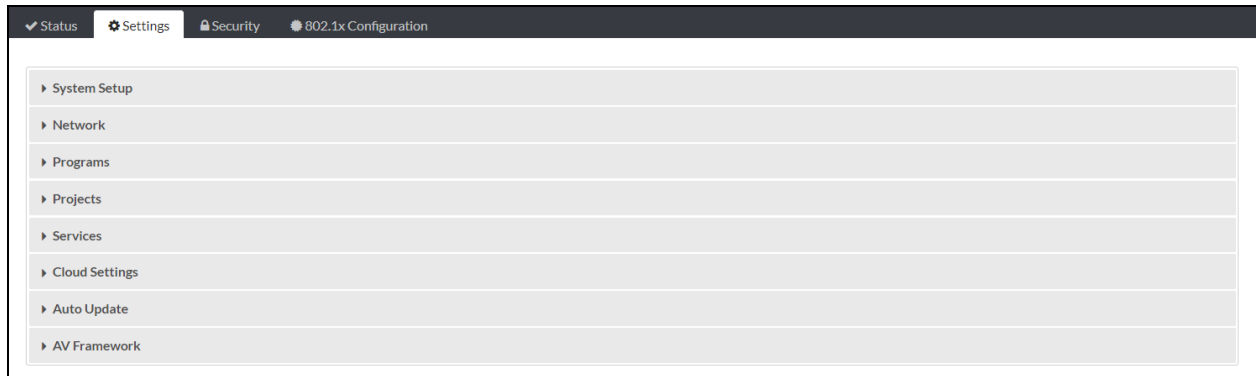 Status Settings Security 802.1x Configuration
System Setup
Network
Programs
Projects
Services
Cloud Settings
Auto Update
AV Framework